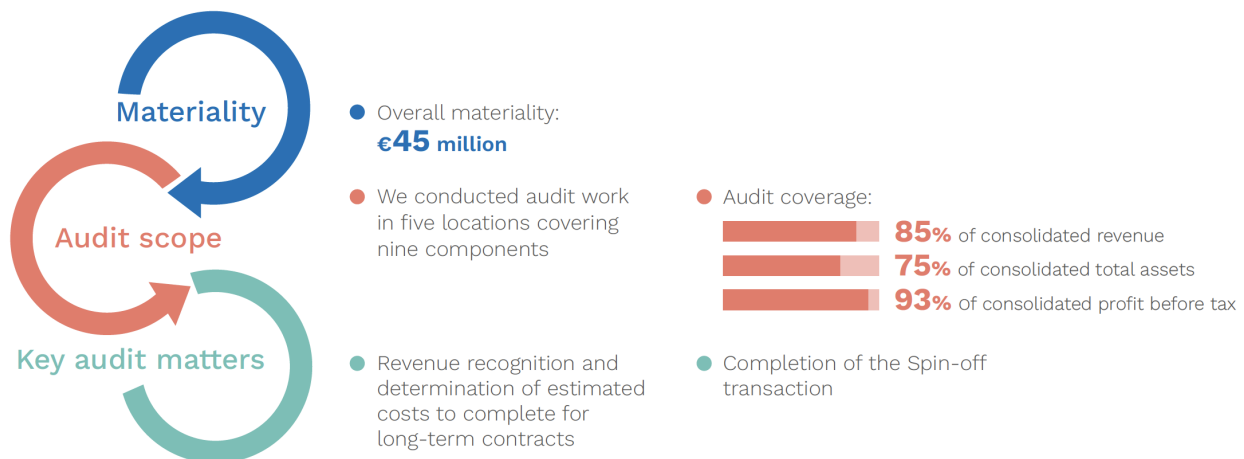 Materiality
Overall materiality:
€45 million
Audit scope
We conducted audit work
in five locations covering
nine components
Audit coverage:
85% of consolidated revenue
75% of consolidated total assets
93% of consolidated profit before tax
Key audit matters
Revenue recognition and
determination of estimated
costs to complete for
long-term contracts
Completion of the Spin-off
transaction